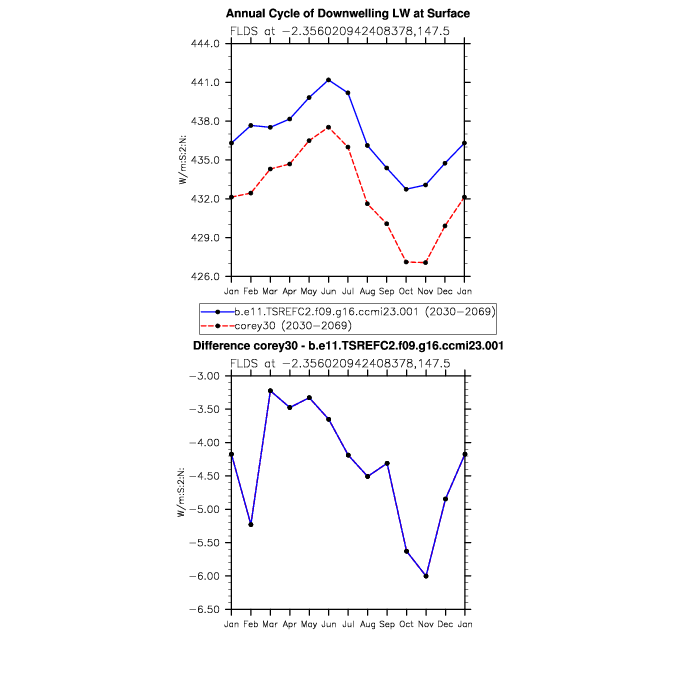 Annual Cycle of Downwelling LW at Surface
FLDS at −2.356020942408378,147.5
444.0
441.0
438.0
435.0
432.0
429.0
426.0
W/m:S:2:N:
Jan Feb Mar Apr May Jun Jul Aug Sep Oct Nov Dec Jan
b.e11.TSREFC2.f09.g16.ccmi23.001 (2030−2069)
corey30 (2030−2069)
Difference corey30 - b.e11.TSREFC2.f09.g16.ccmi23.001
FLDS at −2.356020942408378,147.5
−3.00
−3.50
−4.00
−4.50
−5.00
−5.50
−6.00
−6.50
W/m:S:2:N:
Jan Feb Mar Apr May Jun Jul Aug Sep Oct Nov Dec Jan